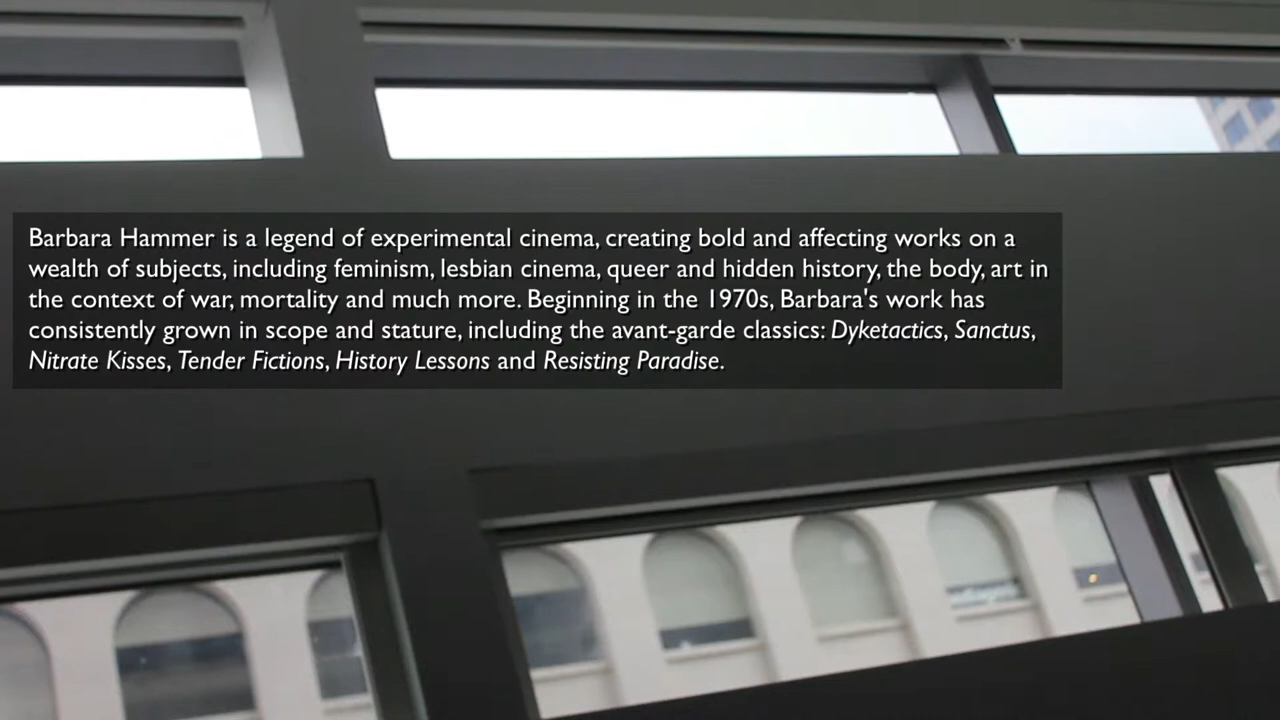 Barbara Hammer is a legend of experimental cinema, creating bold and affecting works on a
wealth of subjects, including feminism, lesbian cinema, queer and hidden history, the body, art in
the context of war, mortality and much more. Beginning in the 1970s, Barbara's work has
consistently grown in scope and stature, including the avant-garde classics: Dyketactics, Sanctus,
Nitrate Kisses, Tender Fictions, History Lessons and Resisting Paradise.